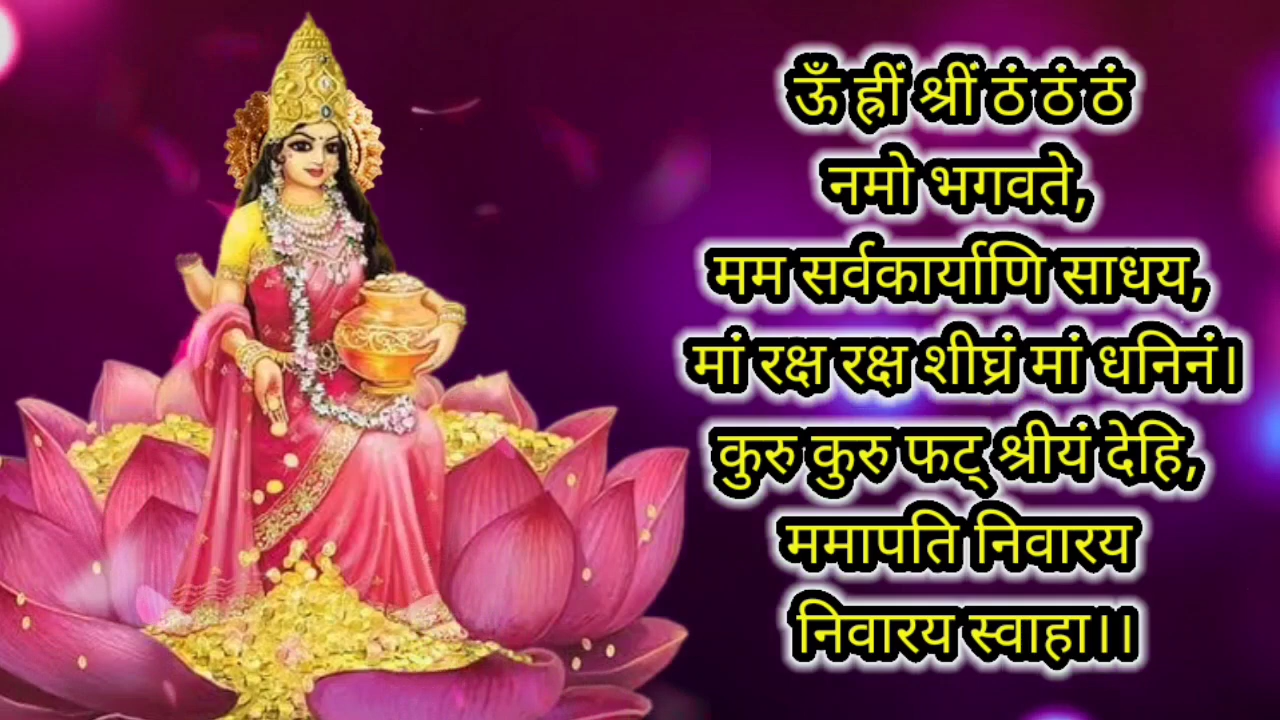 ऊँ ह्रीं श्रीं ठं ठं ठं
नमो भगवते,
मम सर्वकार्याणि साधय,
मां रक्ष रक्ष शीघ्रं मां धनिनं।
कुरु कुरु फट् श्रीयं देहि,
ममापति निवारय
निवारय स्वाहा।।